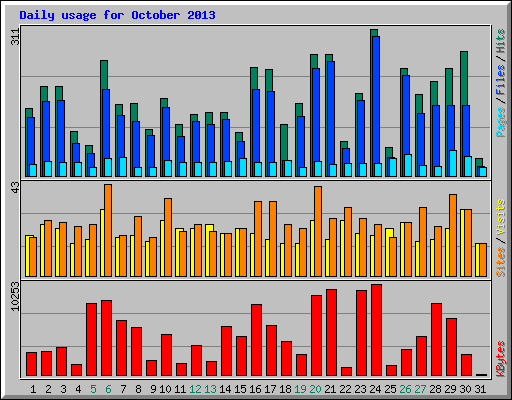 Daily usage for October 2013
311
Pages / Files / Hits
43
Sites / Visits
10253
KBytes
1 2 3 4 5 6 7 8 9 10 11 12 13 14 15 16 17 18 19 20 21 22 23 24 25 26 27 28 29 30 31